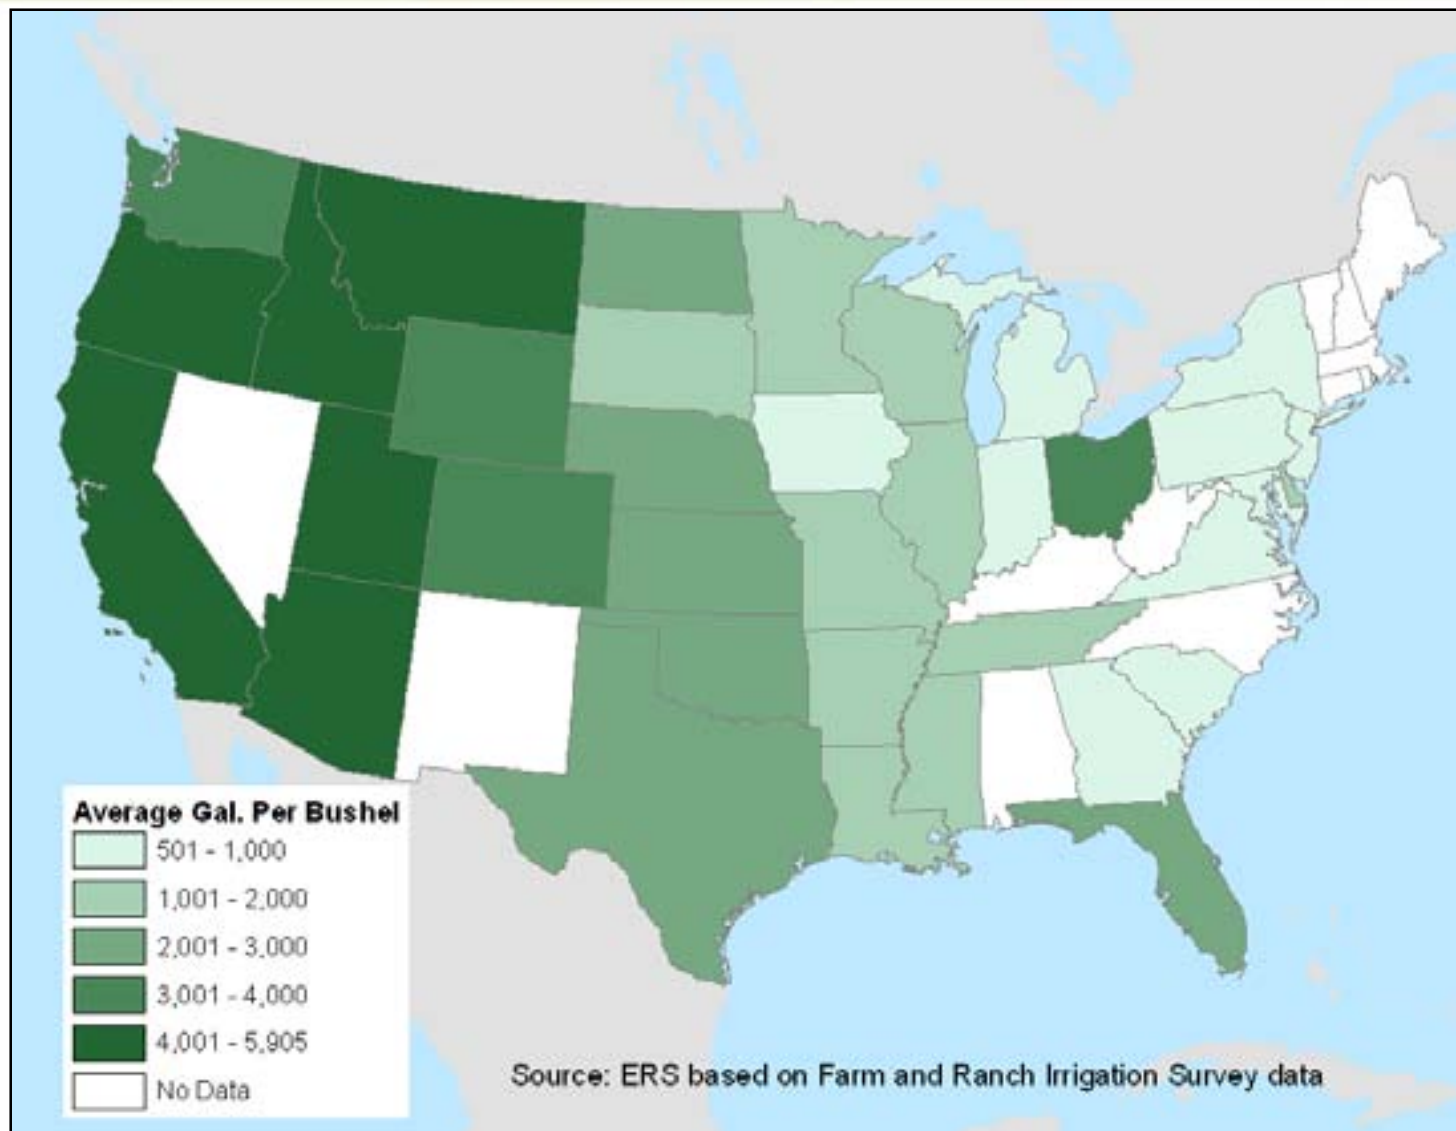 Average Gal. Per Bushel
501 - 1,000
1,001 - 2,000
2,001 - 3,000
3,001 - 4,000
4,001 - 5,905
No Data
Source: ERS based on Farm and Ranch Irrigation Survey data